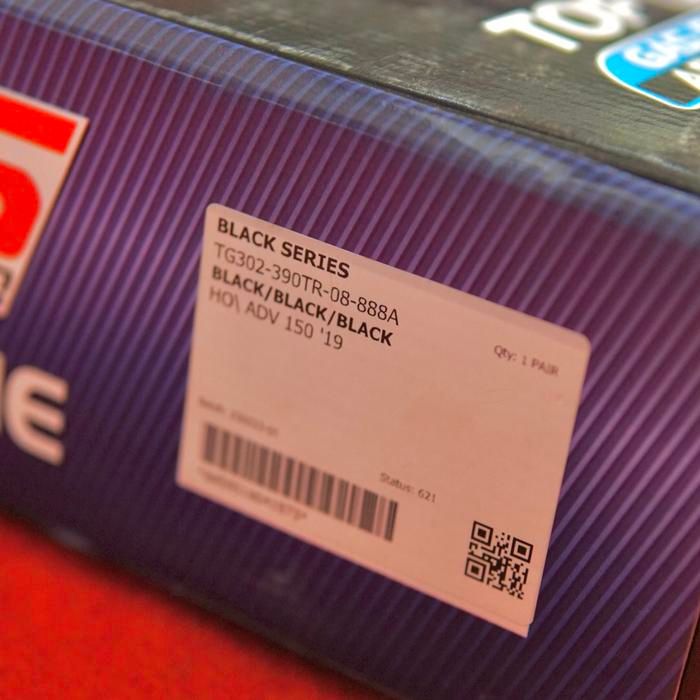 BLACK SERIES
TG302-390TR-08-888A
BLACK/BLACK/BLACK
HO\ ADV 150 '19
Qty: 1 PAIR
Status: 621